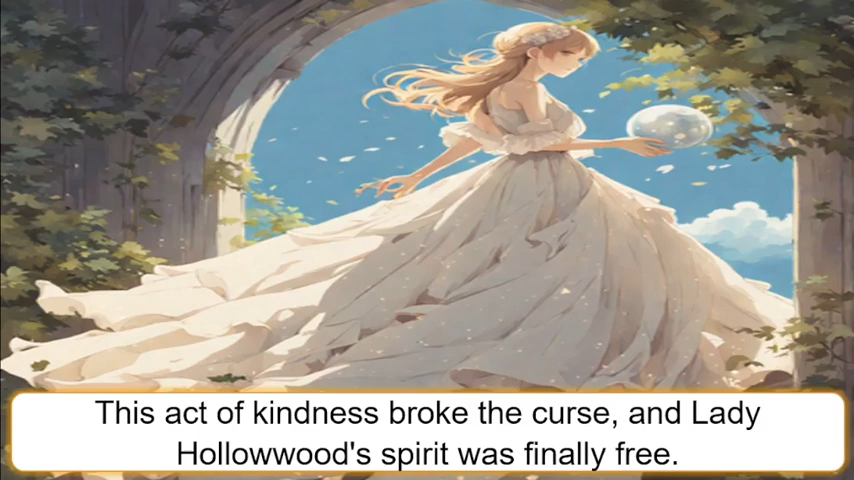 This act of kindness broke the curse, and Lady
Hollowwood's spirit was finally free.